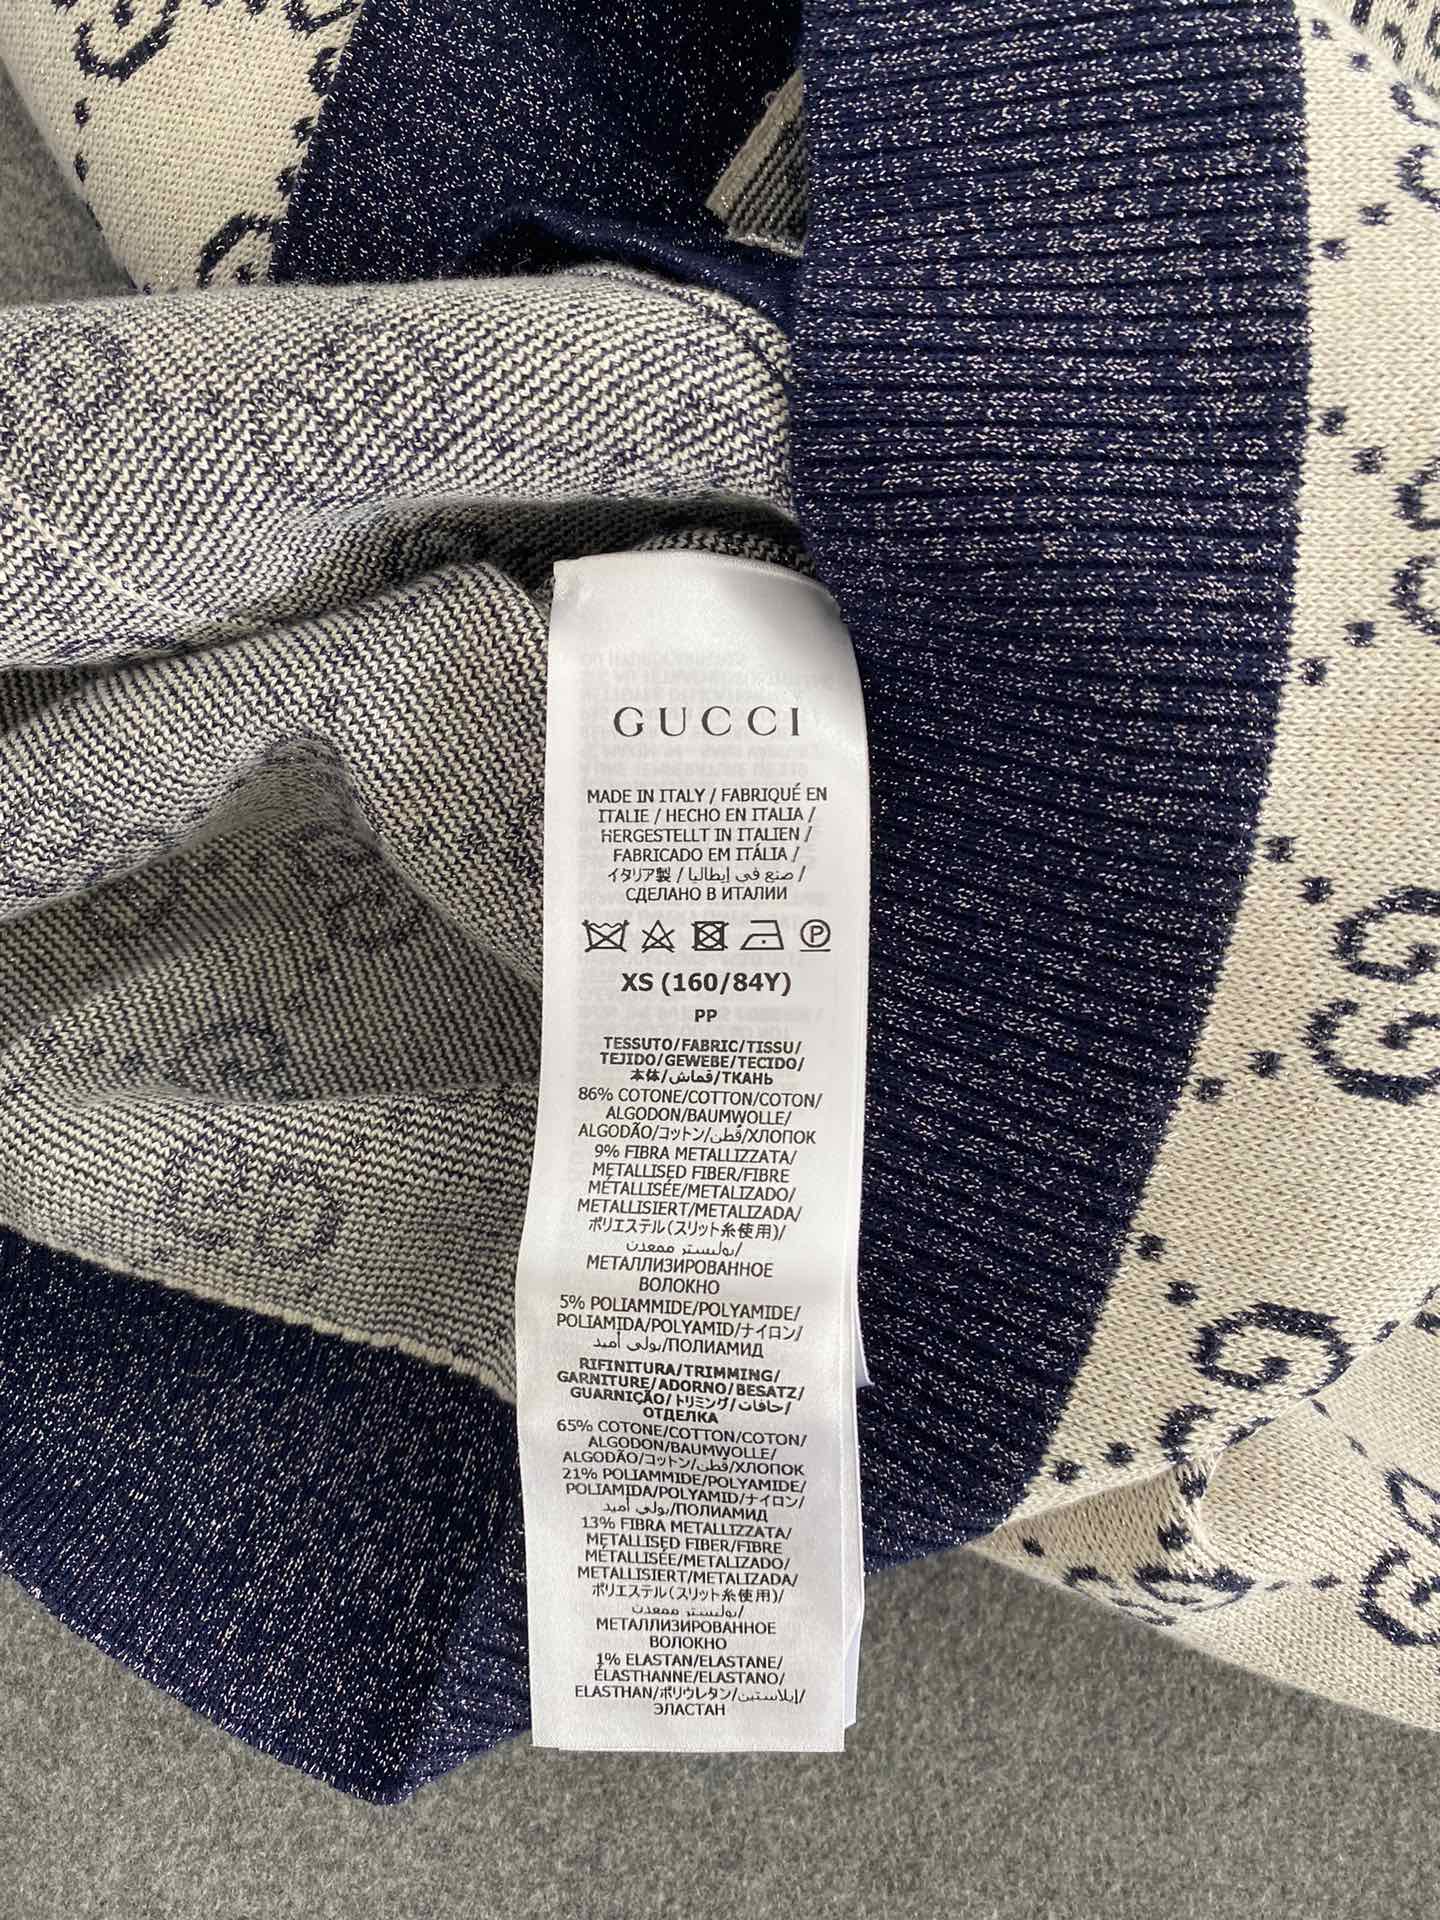 GUCCI
MADE IN ITALY / FABRIQUÉ EN
ITALIE / HECHO EN ITALIA /
HERGESTELLT IN ITALIEN /
FABRICADO EM ITÁLIA /
イタリア製 / صنع في إيطاليا /
СДЕЛАНО В ИТАЛИИ
P
XS (160/84Y)
PP
TESSUTO/FABRIC/TISSU/
TEJIDO/GEWEBE/TECIDO/
本体/قماش/ТКАНЬ
86% COTONE/COTTON/COTON/
ALGODON/BAUMWOLLE/
ALGODÃO/コットン/قطن/ХЛОПОК
9% FIBRA METALLIZZATA/
METALLISED FIBER/FIBRE
MÉTALLISÉE/METALIZADO/
METALLISIERT/METALIZADA/
ポリエステル(スリット糸使用)/
بوليستر ممعدن/
МЕТАЛЛИЗИРОВАННОЕ
ВОЛОКНО
5% POLIAMMIDE/POLYAMIDE/
POLIAMIDA/POLYAMID/ナイロン/
بولي أميد/ПОЛИАМИД
RIFINITURA/TRIMMING/
GARNITURE/ADORNO/BESATZ/
GUARNIÇÃO/トリミング/حافات/
ОТДЕЛКА
65% COTONE/COTTON/COTON/
ALGODON/BAUMWOLLE/
ALGODÃO/コットン/قطن/ХЛОПОК
21% POLIAMMIDE/POLYAMIDE/
POLIAMIDA/POLYAMID/ナイロン/
بولي أميد/ПОЛИАМИД
13% FIBRA METALLIZZATA/
METALLISED FIBER/FIBRE
MÉTALLISÉE/METALIZADO/
METALLISIERT/METALIZADA/
ポリエステル(スリット糸使用)/
بوليستر ممعدن/
МЕТАЛЛИЗИРОВАННОЕ
ВОЛОКНО
1% ELASTAN/ELASTANE/
ÉLASTHANNE/ELASTANO/
ELASTHAN/ポリウレタン/إيلاستين/
ЭЛАСТАН